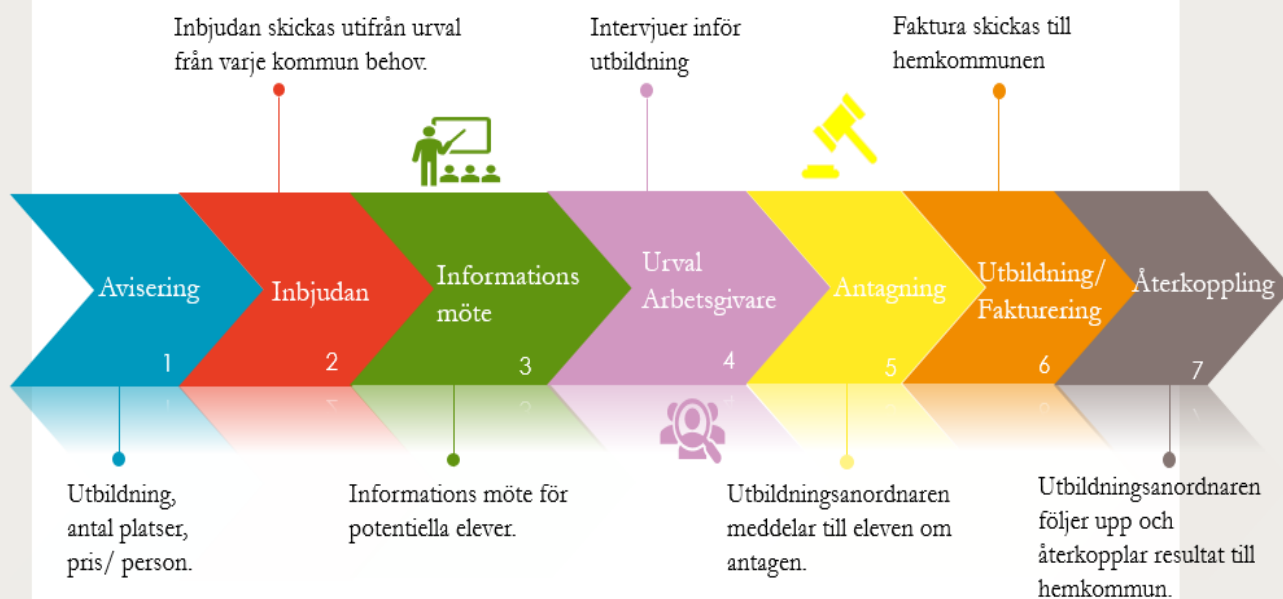 Inbjudan skickas utifrån urval
från varje kommun behov.
Intervjuer inför
utbildning
Faktura skickas till
hemkommunen
Avisering
1
Inbjudan
2
Informations
möte
3
Urval
Arbetsgivare
4
Antagning
5
Utbildning/
Fakturering
6
Återkoppling
7
Utbildning,
antal platser,
pris/ person.
Informations möte för
potentiella elever.
Utbildningsanordnaren
meddelar till eleven om
antagen.
Utbildningsanordnaren
följer upp och
återkopplar resultat till
hemkommun.